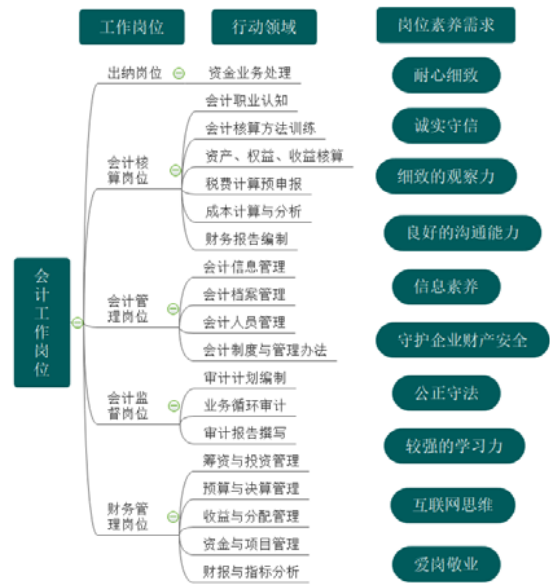 工作岗位
行动领域
岗位素养需求
会计工作岗位
出纳岗位
资金业务处理
会计核
算岗位
会计职业认知
会计核算方法训练
资产、权益、收益核算
税费计算预申报
成本计算与分析
财务报告编制
会计管
理岗位
会计信息管理
会计档案管理
会计人员管理
会计制度与管理办法
会计监
督岗位
审计计划编制
业务循环审计
审计报告撰写
财务管
理岗位
筹资与投资管理
预算与决算管理
收益与分配管理
资金与项目管理
财报与指标分析
耐心细致
诚实守信
细致的观察力
良好的沟通能力
信息素养
守护企业财产安全
公正守法
较强的学习力
互联网思维
爱岗敬业